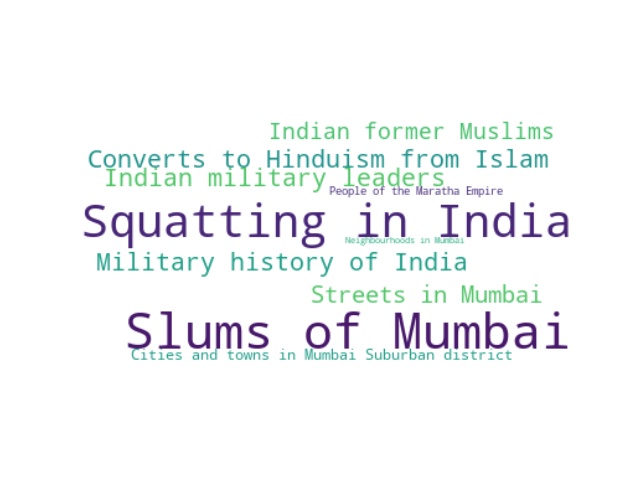 Indian former Muslims
Converts to Hinduism from Islam
Indian military leaders
People of the Maratha Empire
Squatting in India
Neighbourhoods in Mumbai
Military history of India
Streets in Mumbai
Slums of Mumbai
Cities and towns in Mumbai Suburban district